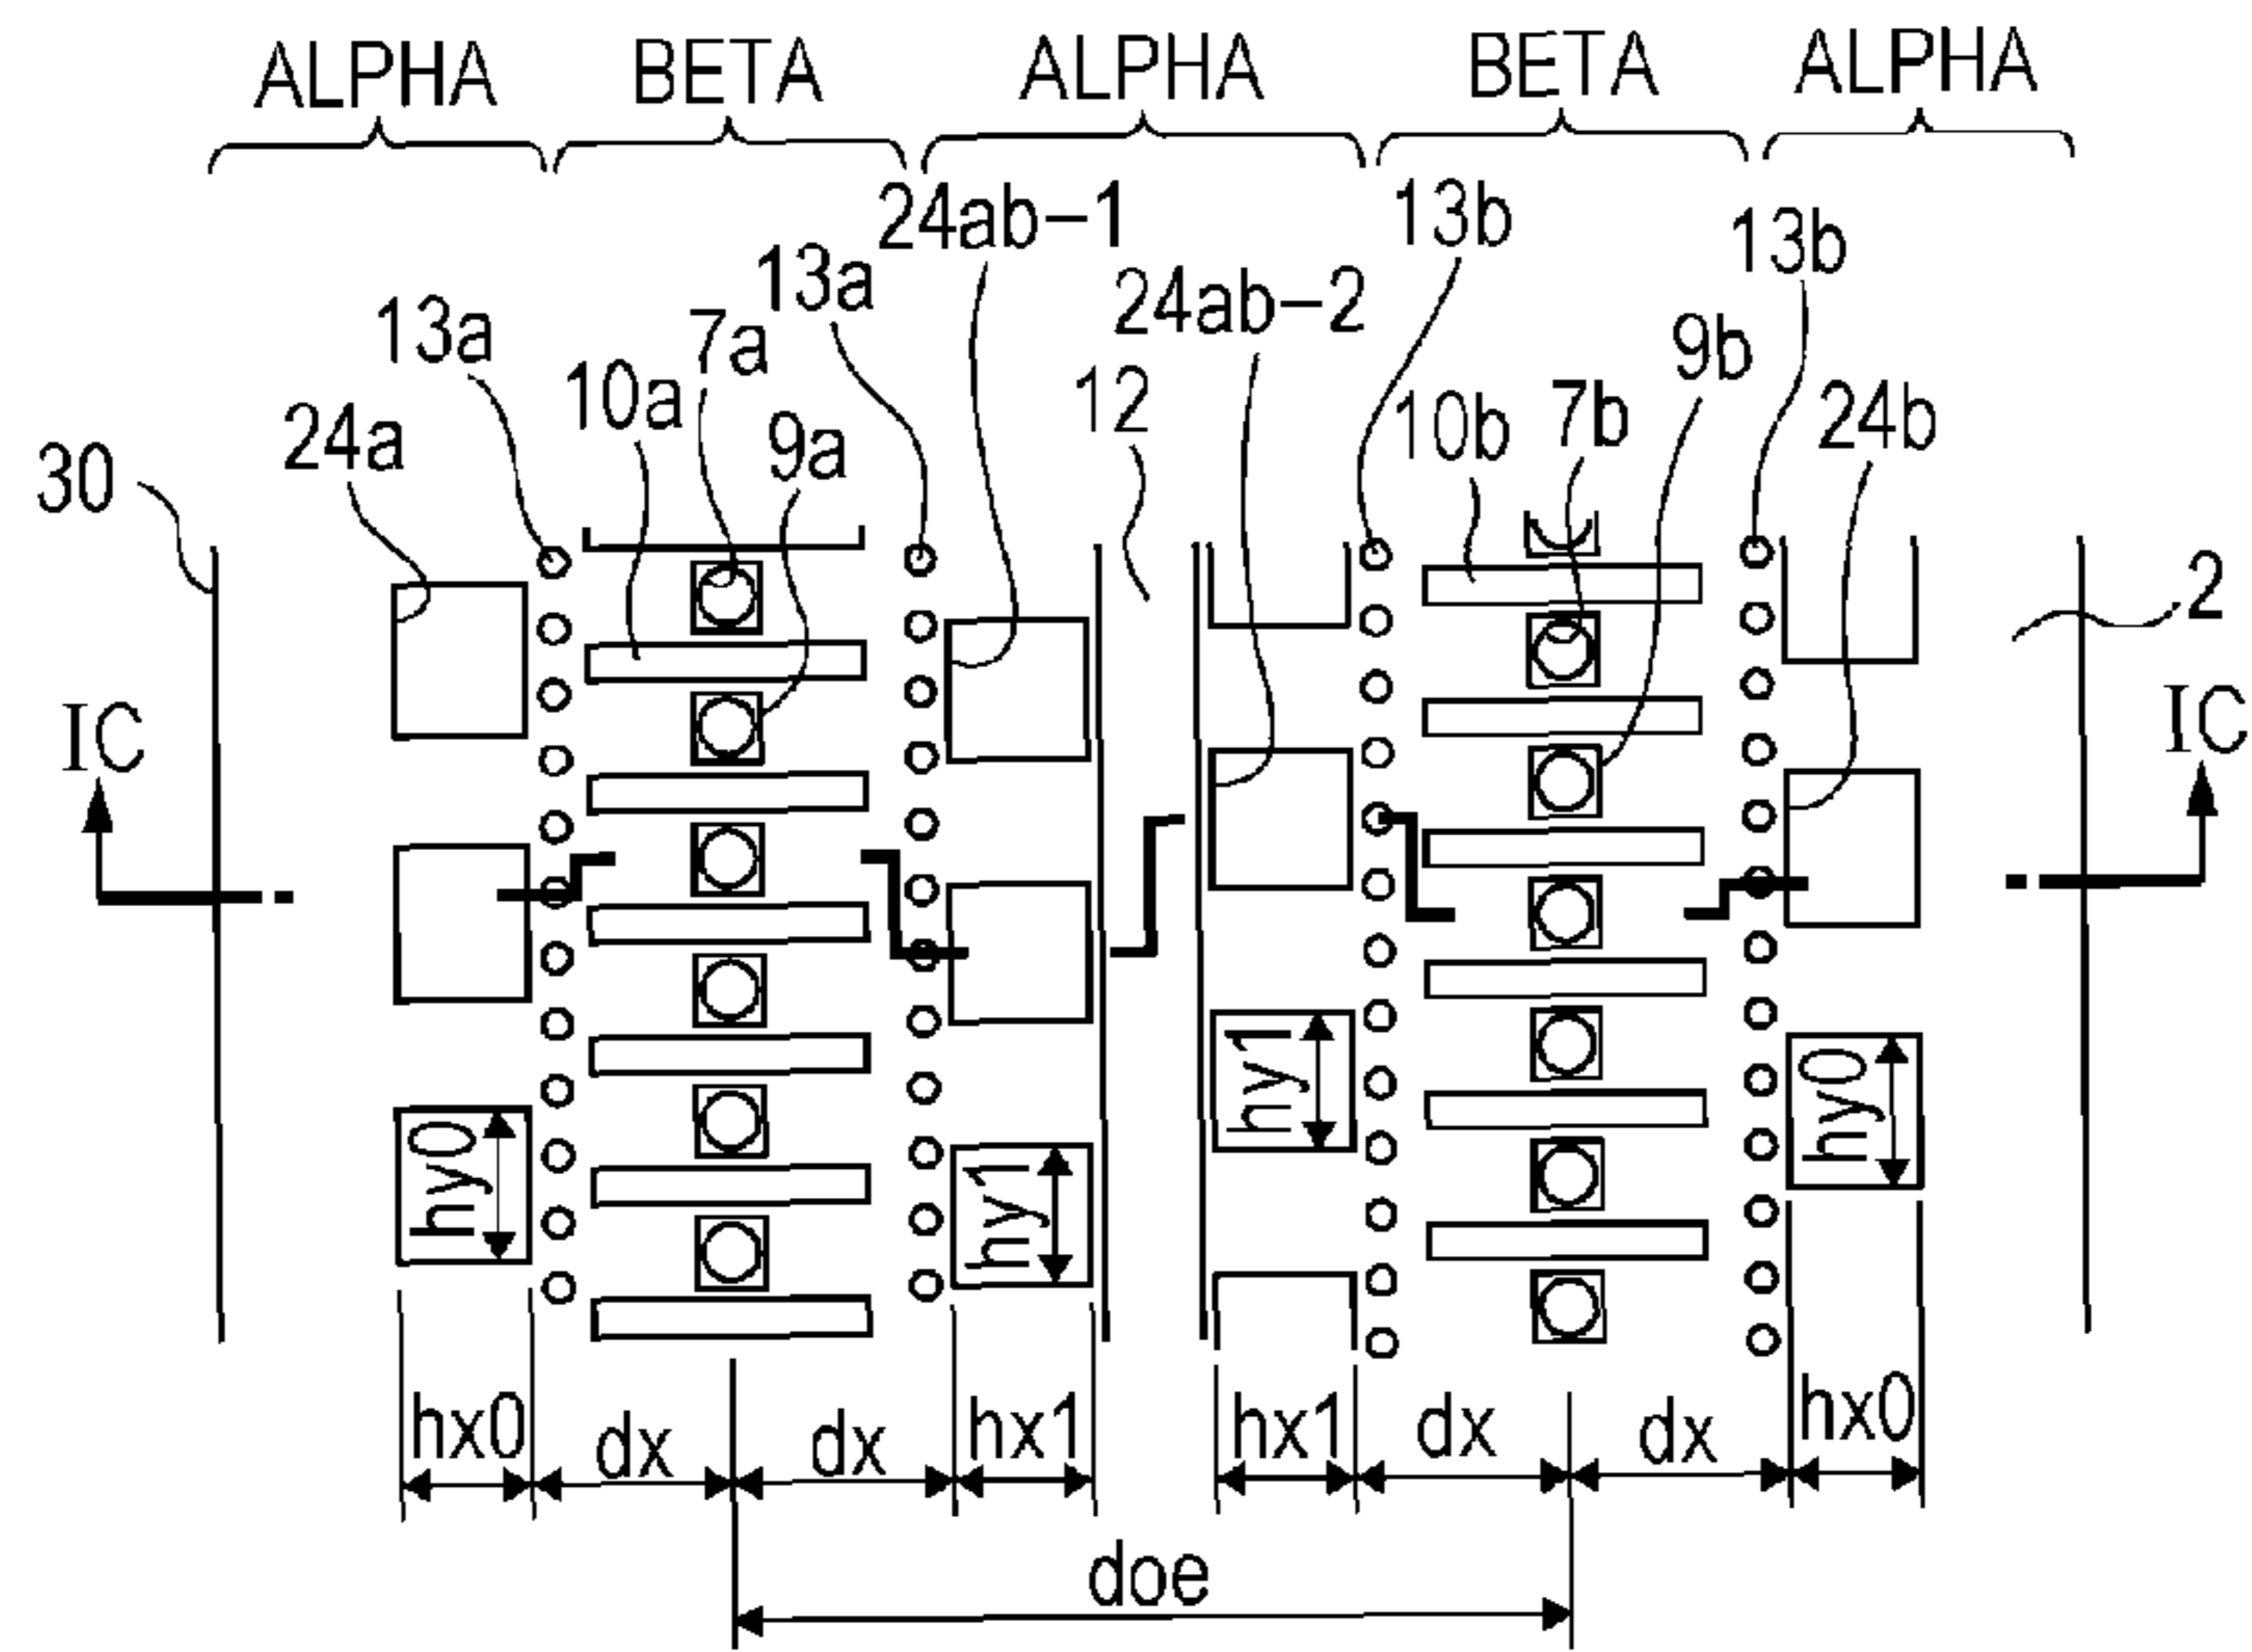 ALPHA BETA ALPHA BETA ALPHA
24ab-1 13b
13a 13b
24ab-2
13a 7a 9b
10a 12 10b 7b 24b
24a 9a
30
2
IC IC
hy1 hy0
hy0 hy1
hx0 dx dx hx1 hx1 dx dx hx0
doe